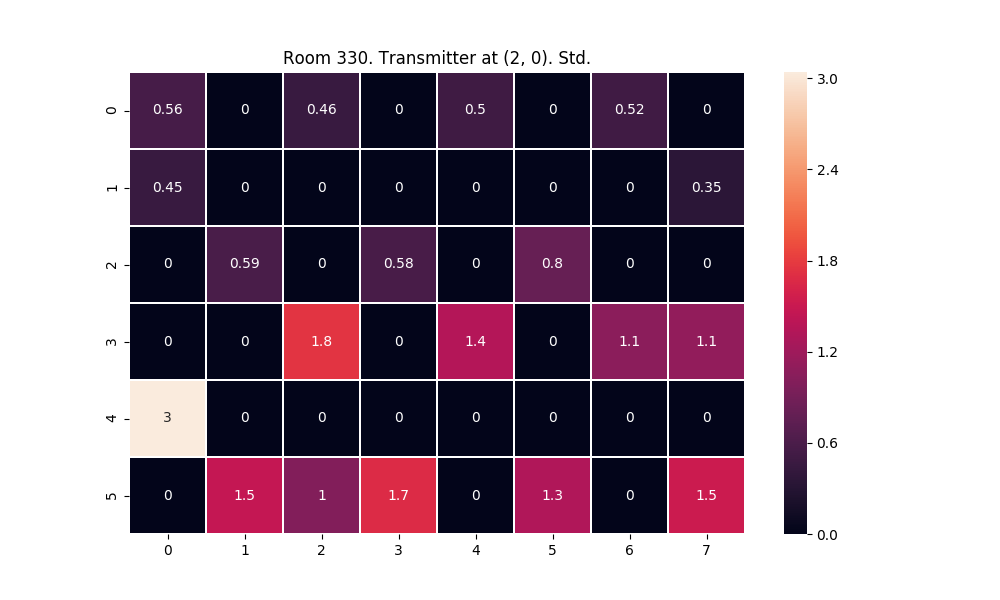 Room 330. Transmitter at (2, 0). Std.
0 0.56 0 0.46 0 0.5 0 0.52 0
1 0.45 0 0 0 0 0 0 0.35
2 0 0.59 0 0.58 0 0.8 0 0
3 0 0 1.8 0 1.4 0 1.1 1.1
4 3 0 0 0 0 0 0 0
5 0 1.5 1 1.7 0 1.3 0 1.5
0 1 2 3 4 5 6 7
3.0
2.4
1.8
1.2
0.6
0.0